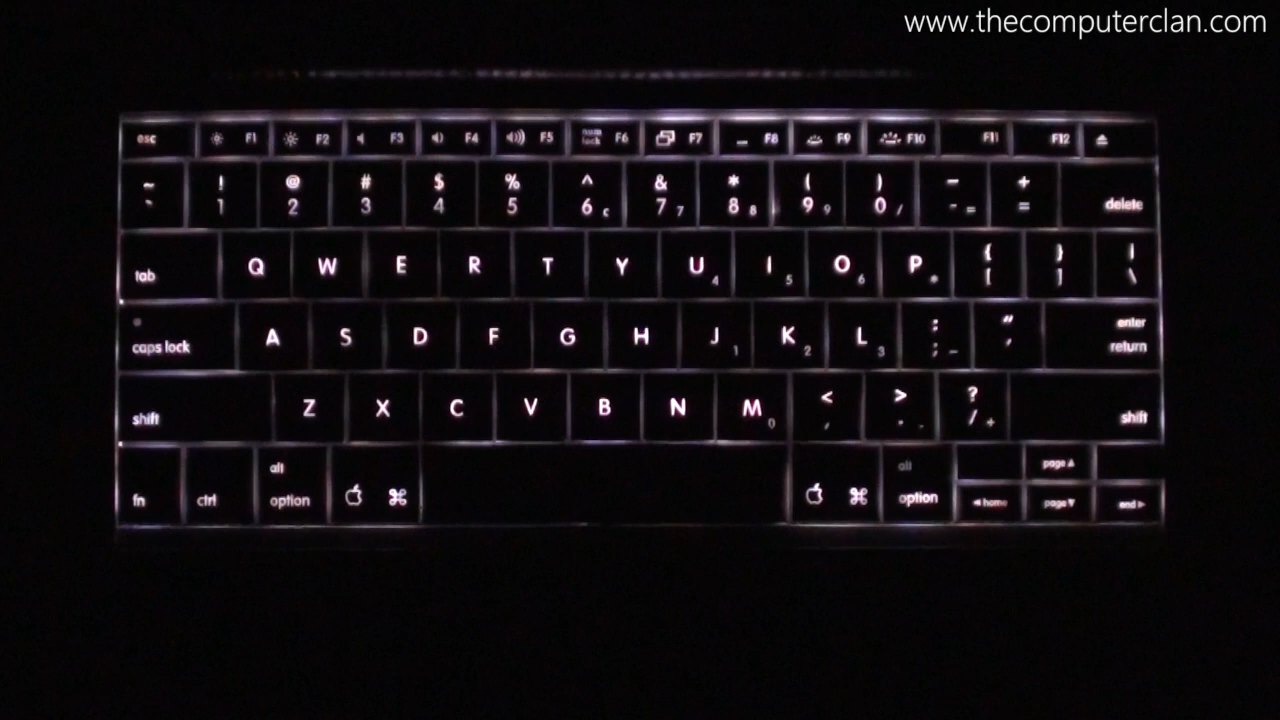 www.thecomputerclan.com
esc F1 F2 F3 F4 F5 num lock F6 F7 F8 F9 F10 F11 F12
~ ! @ # $ % ^ & * ( ) − +
` 1 2 3 4 5 6 c 7 7 8 8 9 9 0 / - = = delete
tab Q W E R T Y U 4 I 5 O 6 P * { [ } ] | \
caps lock A S D F G H J 1 K 2 L 3 : ; − " ' enter return
shift Z X C V B N M 0 < , > . ? / + shift
fn ctrl alt option ⌘ ⌘ alt option page ▲
◀ home page ▼ end ▶